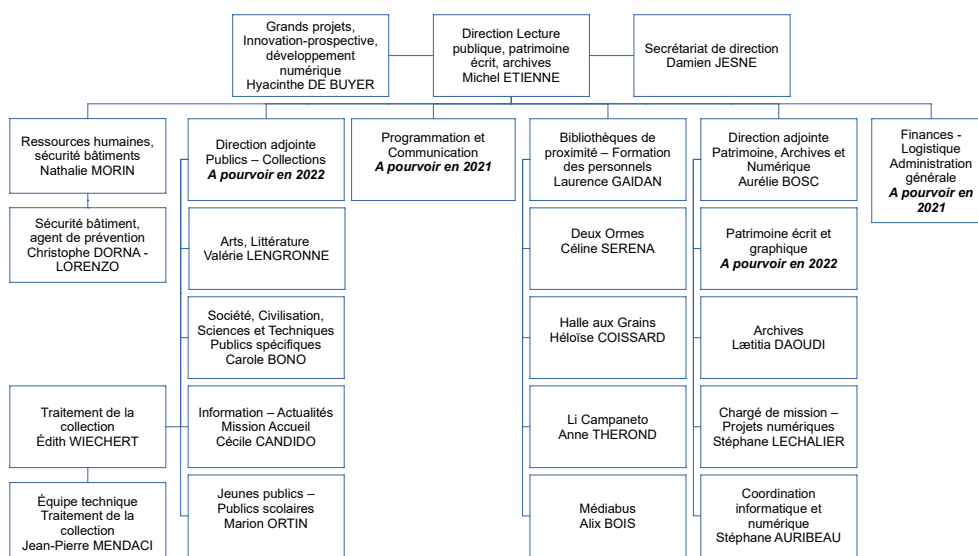 Grands projets,
Innovation-prospective,
développement
numérique
Hyacinthe DE BUYER
Direction Lecture
publique, patrimoine
écrit, archives
Michel ETIENNE
Secrétariat de direction
Damien JESNE
Ressources humaines,
sécurité bâtiments
Nathalie MORIN
Direction adjointe
Publics – Collections
A pourvoir en 2022
Programmation et
Communication
A pourvoir en 2021
Bibliothèques de
proximité – Formation
des personnels
Laurence GAIDAN
Direction adjointe
Patrimoine, Archives et
Numérique
Aurélie BOSC
Finances -
Logistique
Administration
générale
A pourvoir en
2021
Sécurité bâtiment,
agent de prévention
Christophe DORNA -
LORENZO
Arts, Littérature
Valérie LENGRONNE
Deux Ormes
Céline SERENA
Patrimoine écrit et
graphique
A pourvoir en 2022
Société, Civilisation,
Sciences et Techniques
Publics spécifiques
Carole BONO
Halle aux Grains
Héloïse COISSARD
Archives
Lætitia DAOUDI
Traitement de la
collection
Édith WIECHERT
Information – Actualités
Mission Accueil
Cécile CANDIDO
Li Campaneto
Anne THEROND
Chargé de mission –
Projets numériques
Stéphane LECHALIER
Équipe technique
Traitement de la
collection
Jean-Pierre MENDACI
Jeunes publics –
Publics scolaires
Marion ORTIN
Médiabus
Alix BOIS
Coordination
informatique et
numérique
Stéphane AURIBEAU